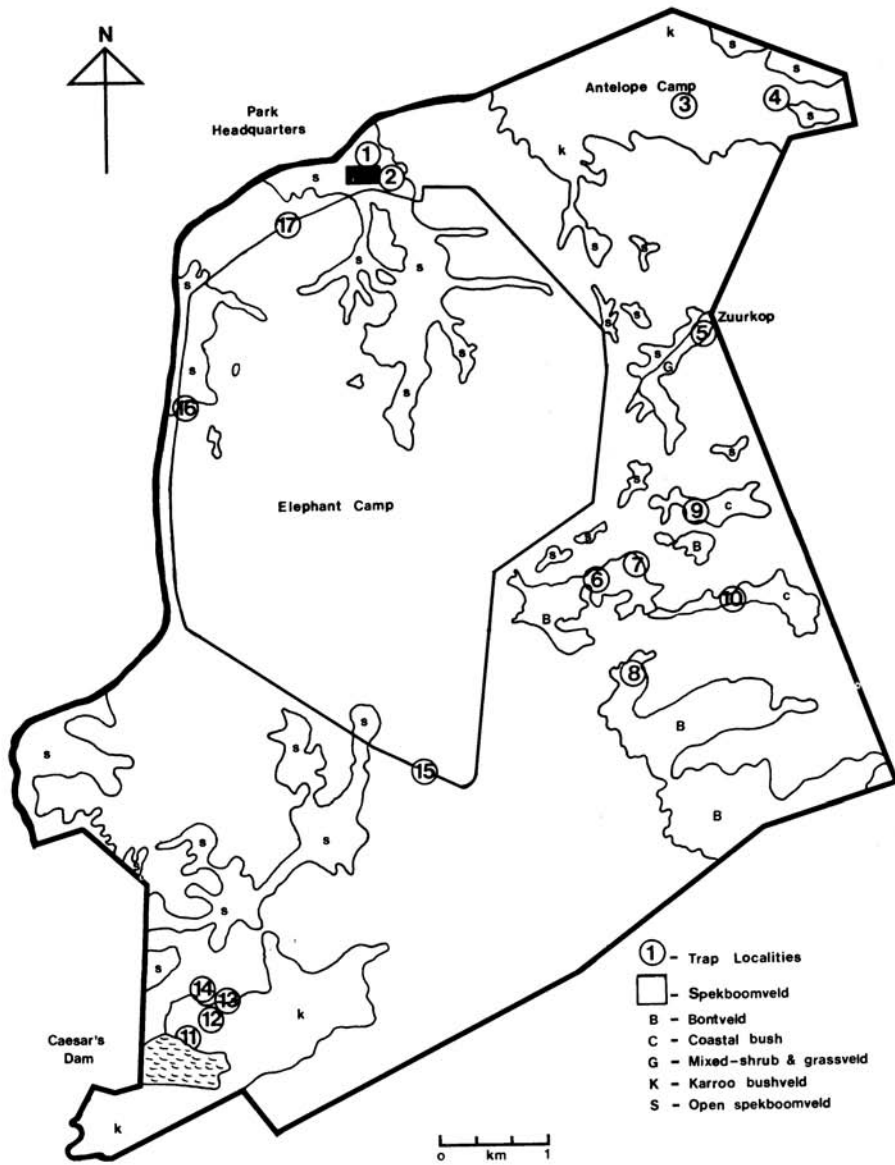 N
Park
Headquarters
Antelope Camp
k
s
s
s
3
4
k
1
2
s
17
s
s
s
s
s
s
s
s
s
5
Zuurkop
s
G
s
16
s
s
Elephant Camp
s
s
9
c
B
s
s
6
7
B
10
c
8
B
B
s
s
s
15
s
s
s
s
s
14
13
12
11
k
Caesar's
Dam
k
1 - Trap Localities
- Spekboomveld
B - Bontveld
C - Coastal bush
G - Mixed-shrub & grassveld
K - Karroo bushveld
S - Open spekboomveld
o km 1